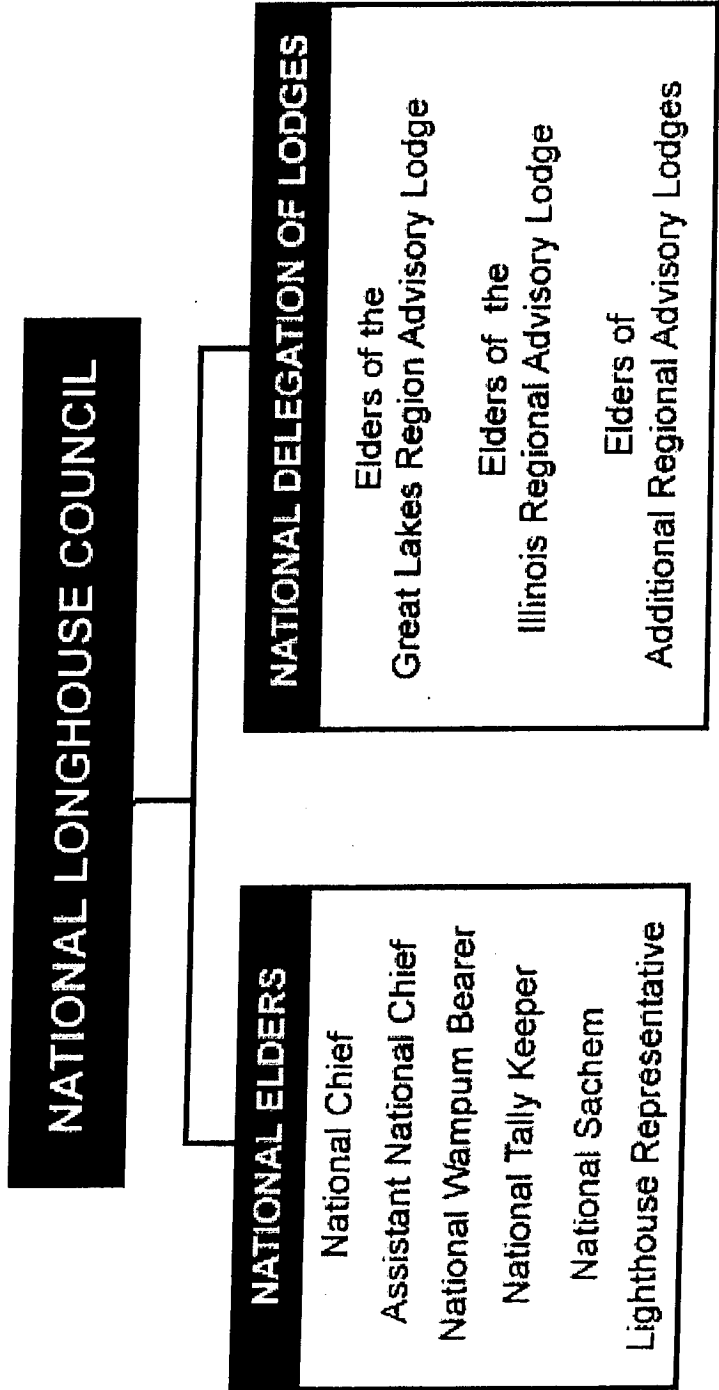 NATIONAL LONGHOUSE COUNCIL
NATIONAL ELDERS
National Chief
Assistant National Chief
National Wampum Bearer
National Tally Keeper
National Sachem
Lighthouse Representative
NATIONAL DELEGATION OF LODGES
Elders of the
Great Lakes Region Advisory Lodge
Elders of the
Illinois Regional Advisory Lodge
Elders of
Additional Regional Advisory Lodges